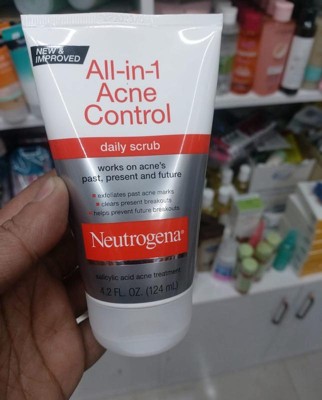 NEW &
IMPROVED
All-in-1
Acne
Control
daily scrub
works on acne's
past, present and future
• exfoliates past acne marks
• clears present breakouts
• helps prevent future breakouts
Neutrogena®
salicylic acid acne treatment
4.2 FL. OZ. (124 mL)